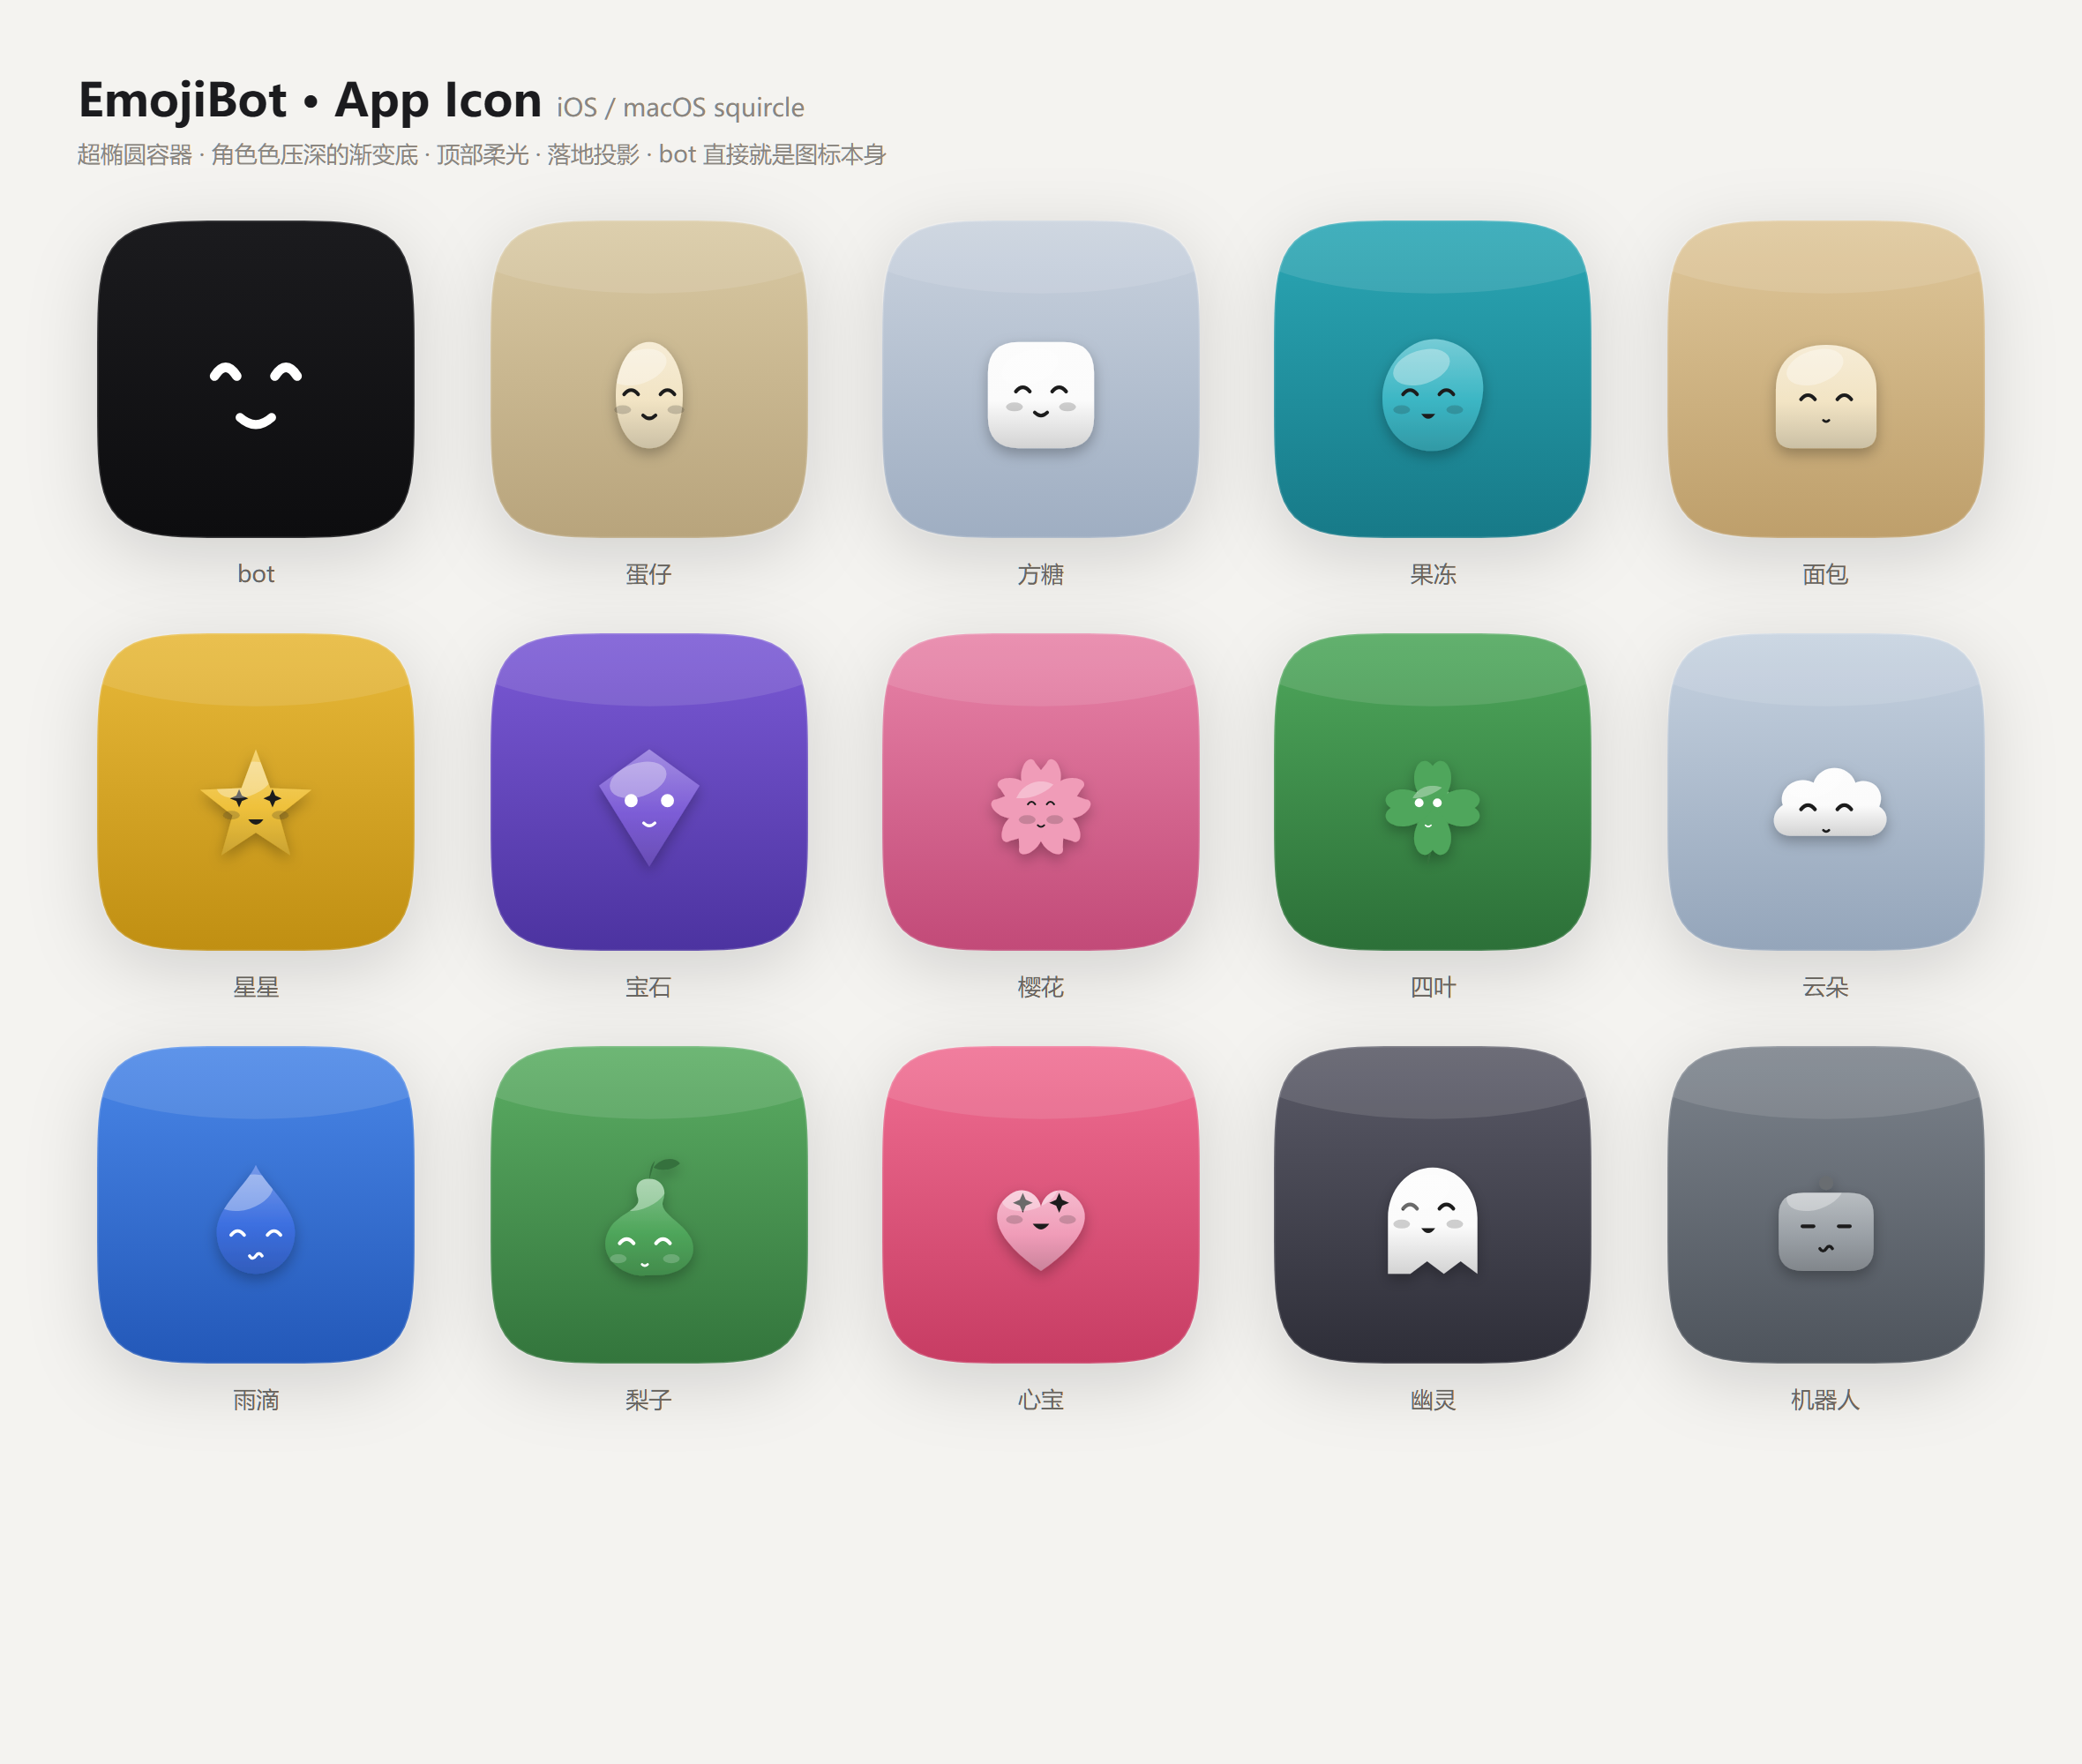 EmojiBot • App Icon iOS / macOS squircle
超椭圆容器 · 角色色压深的渐变底 · 顶部柔光 · 落地投影 · bot 直接就是图标本身
bot 蛋仔 方糖 果冻 面包
星星 宝石 樱花 四叶 云朵
雨滴 梨子 心宝 幽灵 机器人